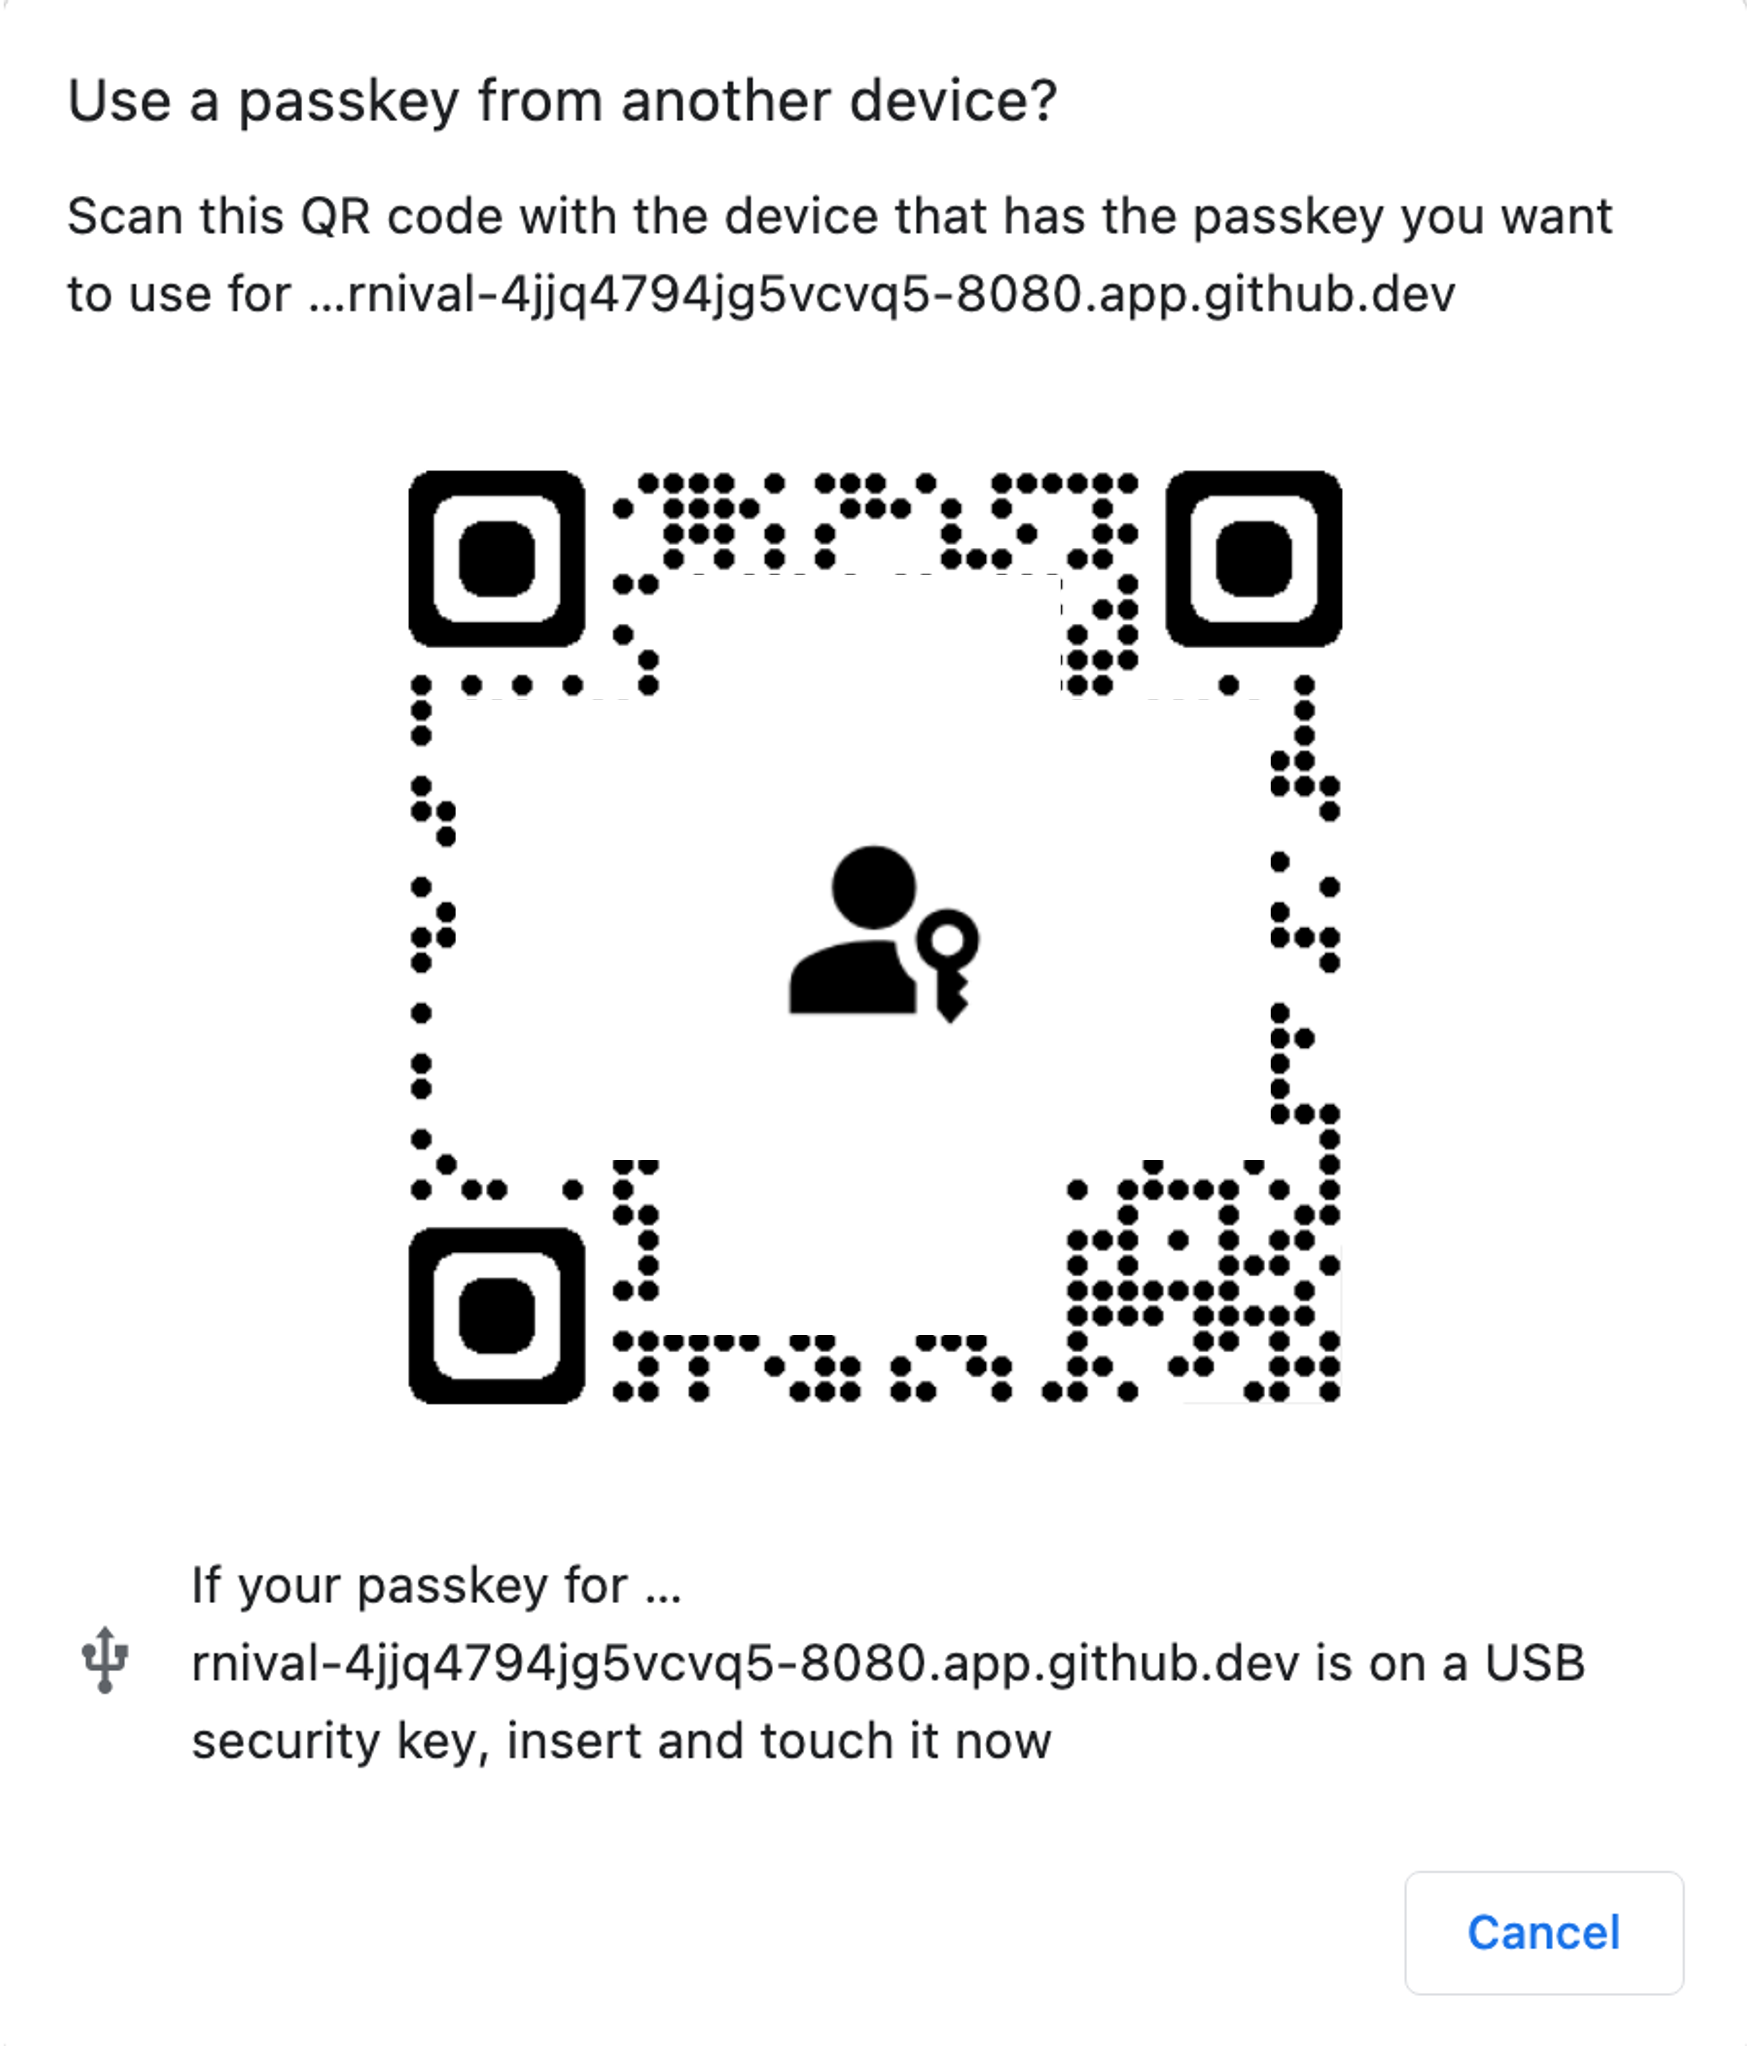 Use a passkey from another device?
Scan this QR code with the device that has the passkey you want
to use for ...rnival-4jjq4794jg5vcvq5-8080.app.github.dev
If your passkey for ...
rnival-4jjq4794jg5vcvq5-8080.app.github.dev is on a USB
security key, insert and touch it now
Cancel